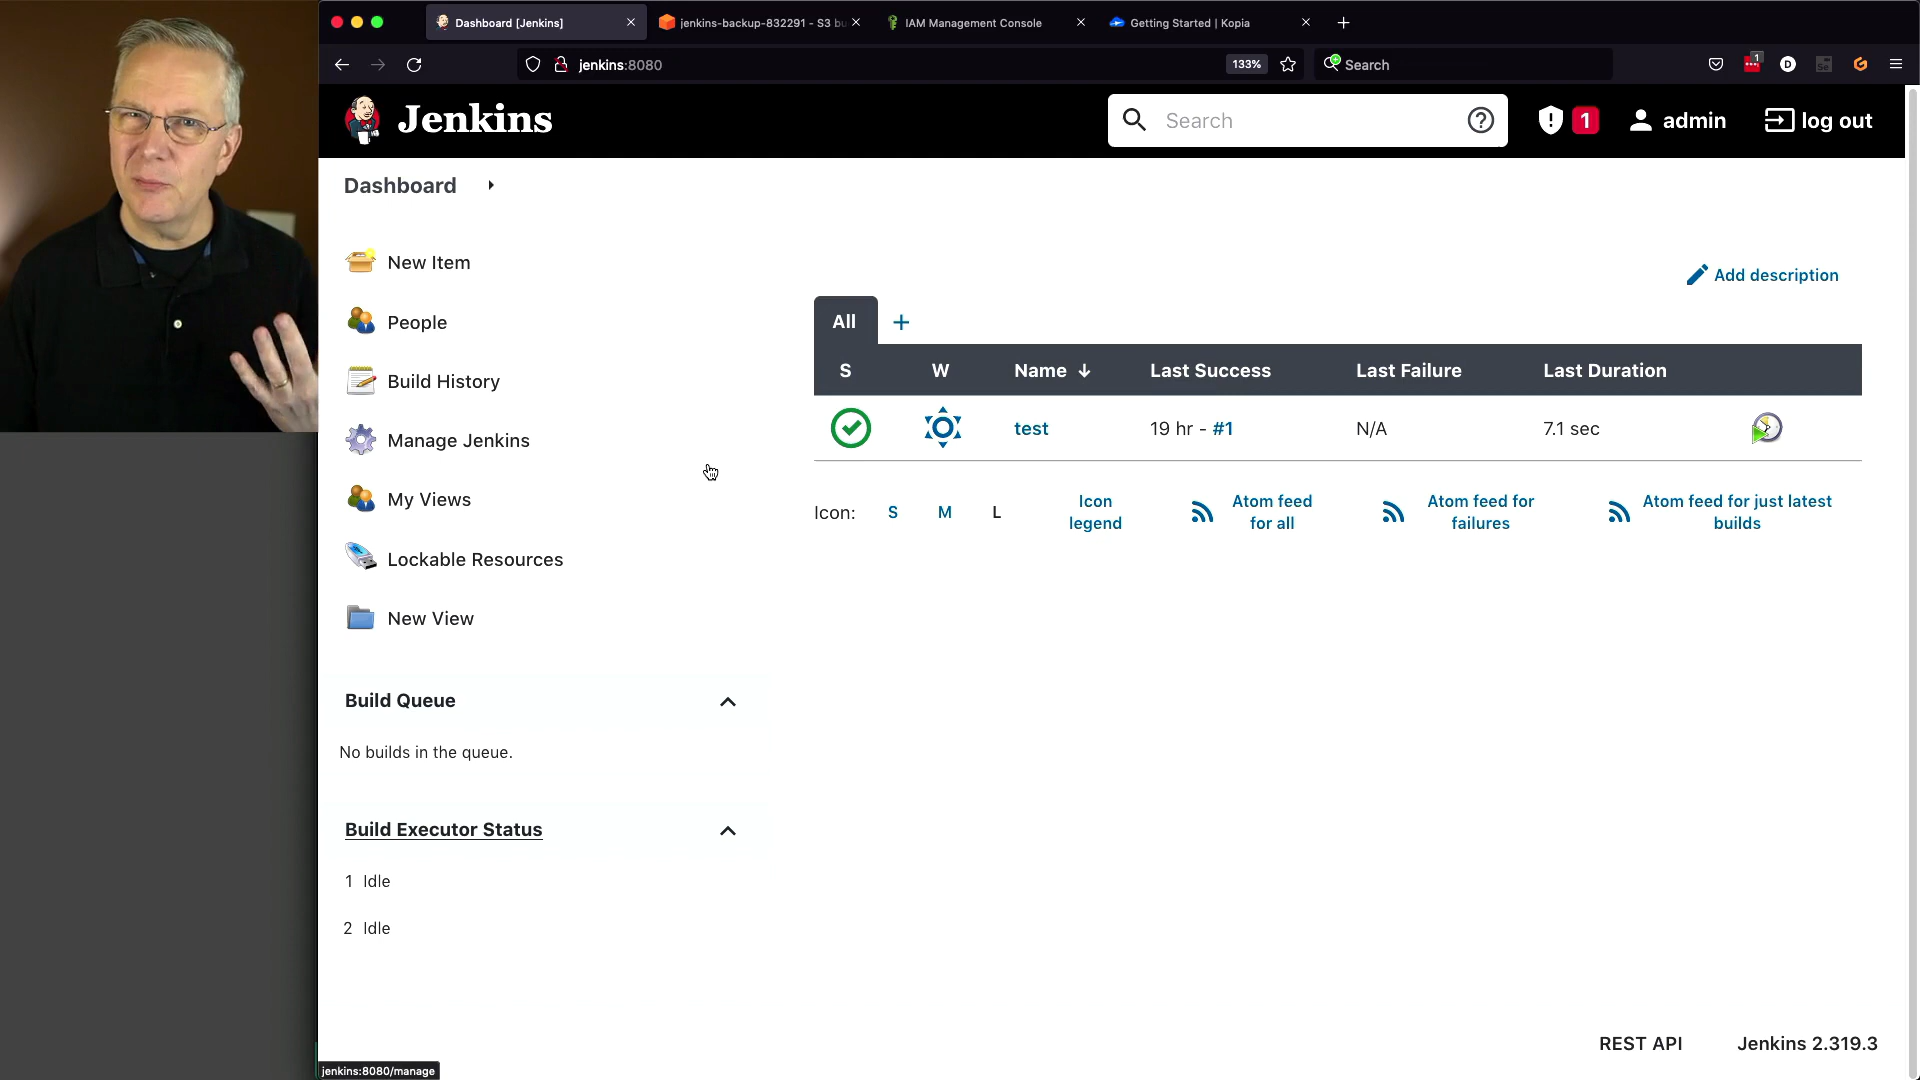 Dashboard [Jenkins]
jenkins-backup-832291 - S3 bu
IAM Management Console
Getting Started | Kopia
jenkins:8080
133%
Search
1
D
Jenkins
Search
1
admin
log out
Dashboard
New Item
People
Build History
Manage Jenkins
My Views
Lockable Resources
New View
Build Queue
No builds in the queue.
Build Executor Status
1 Idle
2 Idle
Add description
All +
S W Name ↓ Last Success Last Failure Last Duration
test 19 hr - #1 N/A 7.1 sec
Icon: S M L
Icon legend
Atom feed for all
Atom feed for failures
Atom feed for just latest builds
REST API Jenkins 2.319.3
jenkins:8080/manage